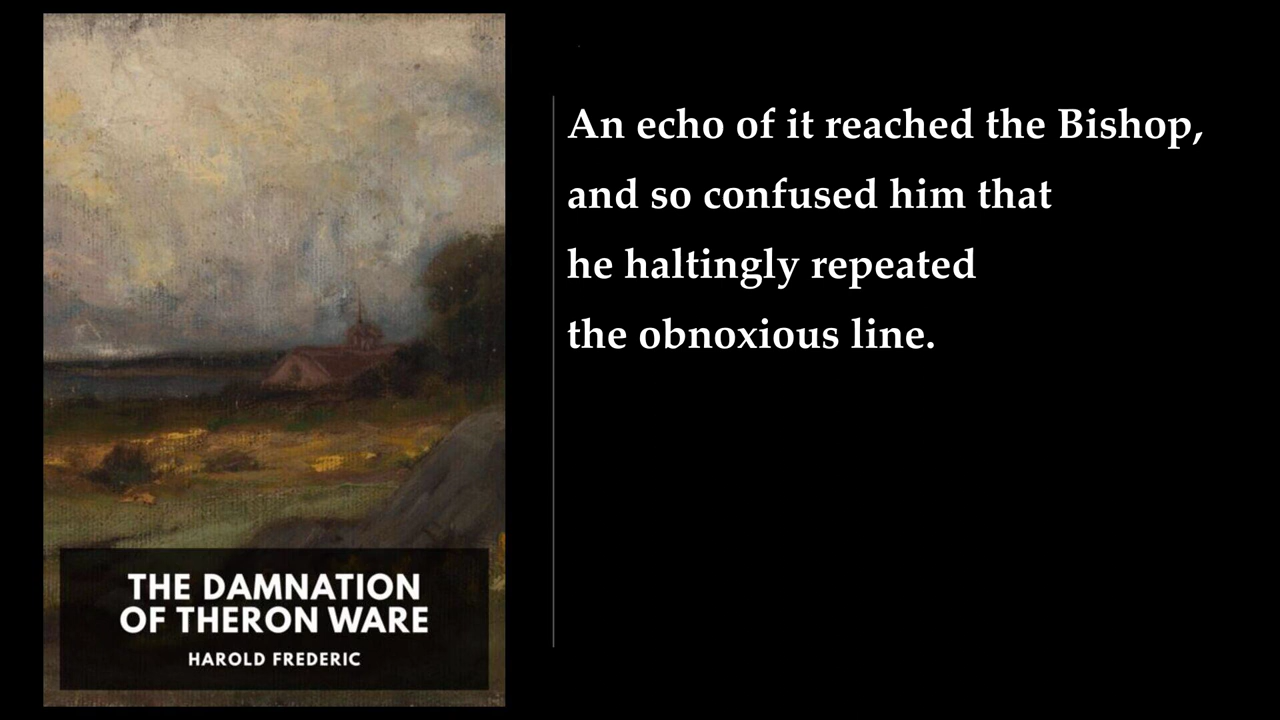 An echo of it reached the Bishop,
and so confused him that
he haltingly repeated
the obnoxious line.
THE DAMNATION
OF THERON WARE
HAROLD FREDERIC